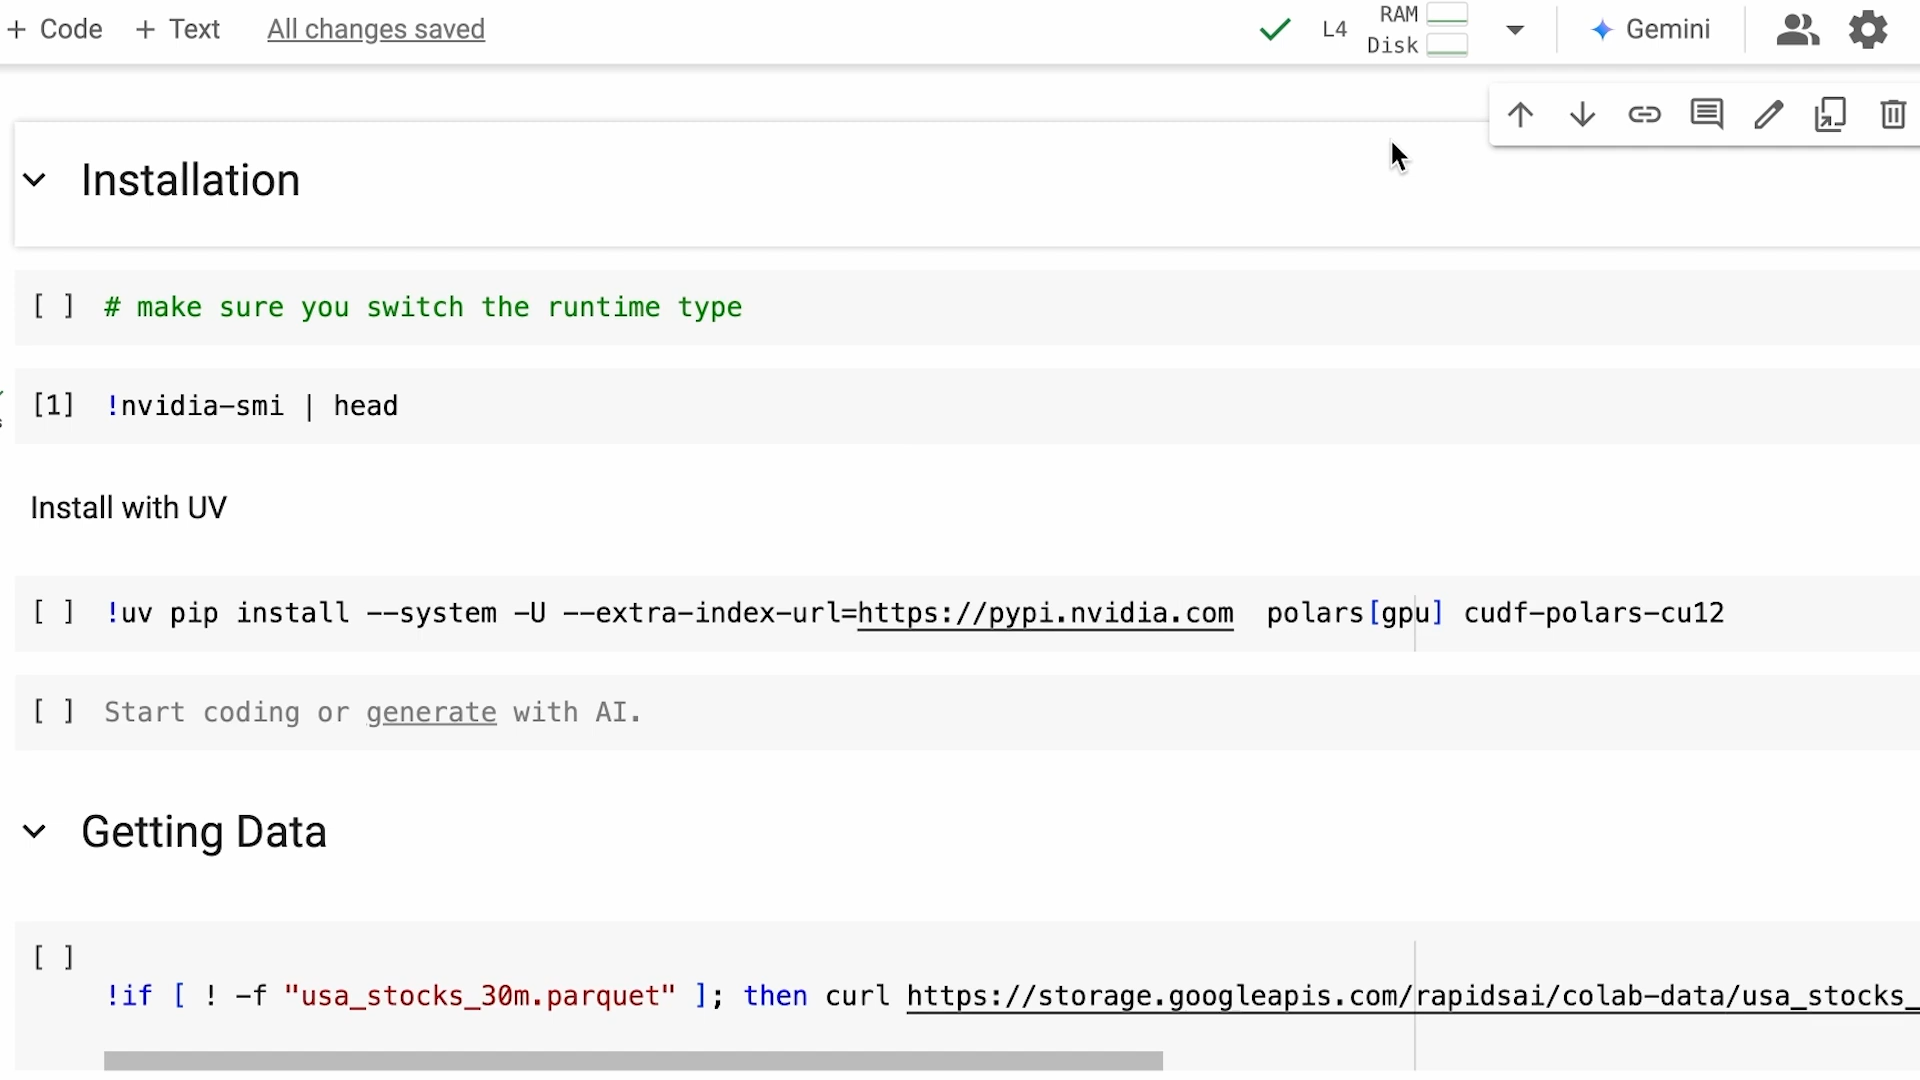 + Code + Text All changes saved L4 RAM Disk Gemini
Installation
[ ] # make sure you switch the runtime type
[1] !nvidia-smi | head
Install with UV
[ ] !uv pip install --system -U --extra-index-url=https://pypi.nvidia.com  polars[gpu] cudf-polars-cu12
[ ] Start coding or generate with AI.
Getting Data
[ ]
!if [ ! -f "usa_stocks_30m.parquet" ]; then curl https://storage.googleapis.com/rapidsai/colab-data/usa_stocks_